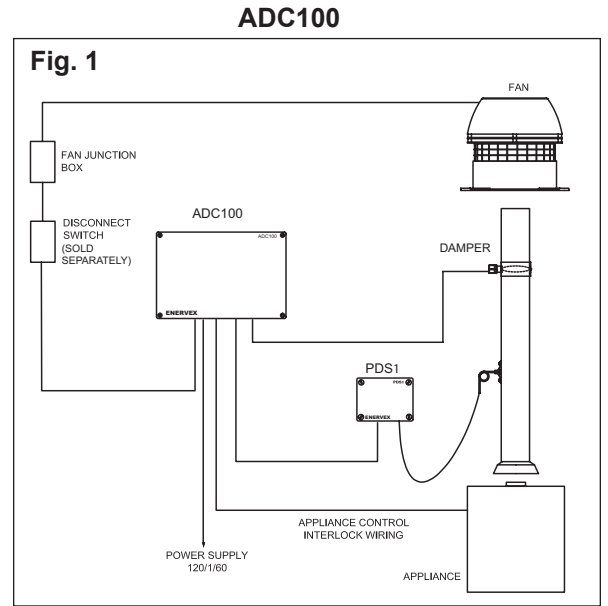 ADC100
Fig. 1
FAN
FAN JUNCTION
BOX
DISCONNECT
SWITCH
(SOLD
SEPARATELY)
ADC100
ADC100
ENERVEX
DAMPER
PDS1
PDS1
ENERVEX
APPLIANCE CONTROL
INTERLOCK WIRING
POWER SUPPLY
120/1/60
APPLIANCE